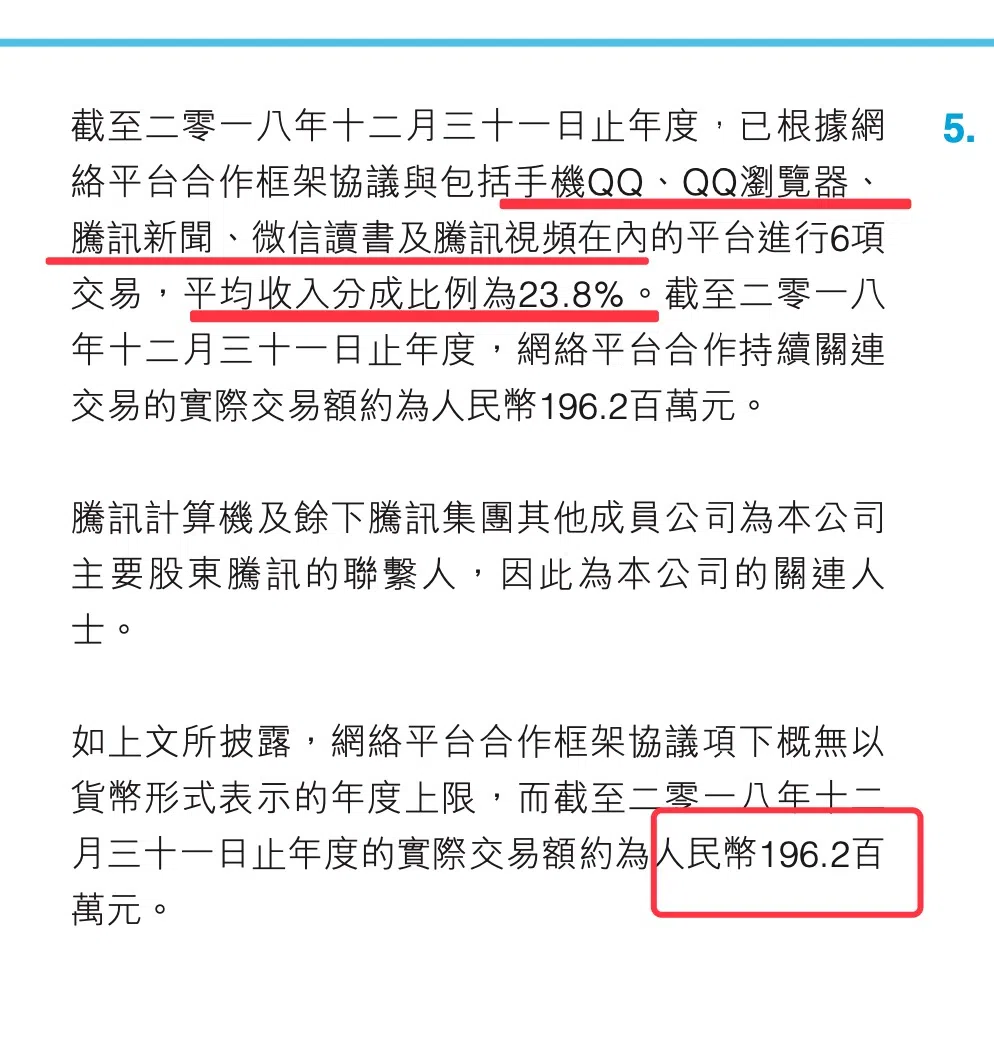 截至二零一八年十二月三十一日止年度，已根據網
絡平台合作框架協議與包括手機QQ、QQ瀏覽器、
騰訊新聞、微信讀書及騰訊視頻在內的平台進行6項
交易，平均收入分成比例為23.8%。截至二零一八
年十二月三十一日止年度，網絡平台合作持續關連
交易的實際交易額約為人民幣196.2百萬元。
騰訊計算機及餘下騰訊集團其他成員公司為本公司
主要股東騰訊的聯繫人，因此為本公司的關連人
士。
如上文所披露，網絡平台合作框架協議項下概無以
貨幣形式表示的年度上限，而截至二零一八年十二
月三十一日止年度的實際交易額約為人民幣196.2百
萬元。
5.